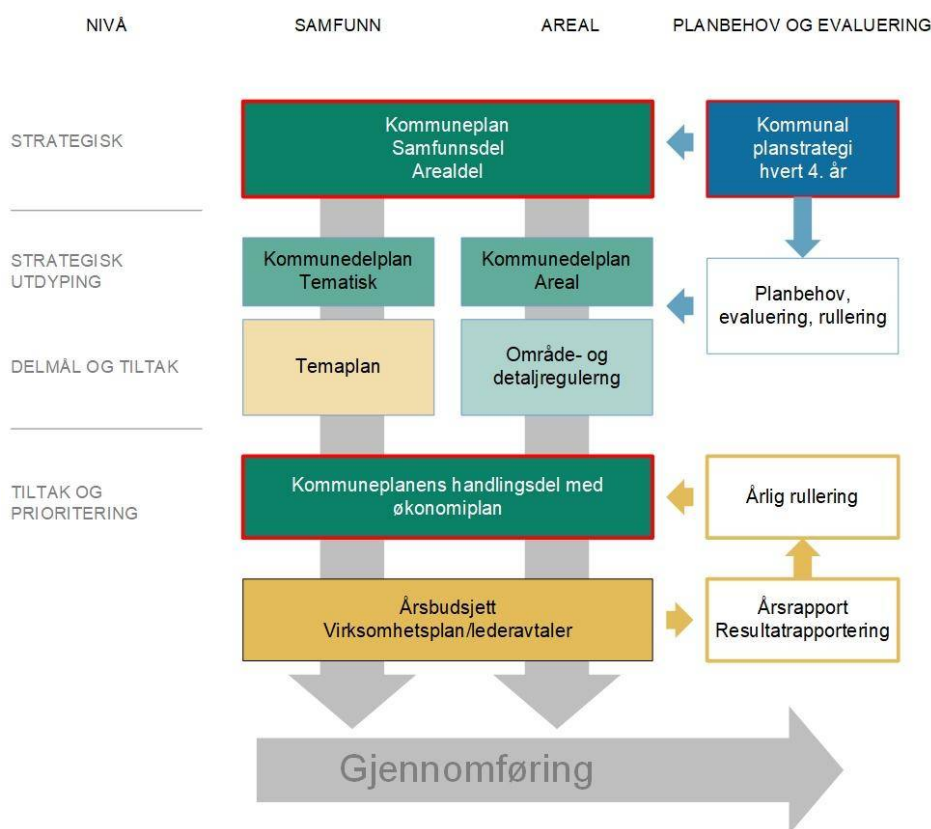 NIVÅ
SAMFUNN
AREAL
PLANBEHOV OG EVALUERING
STRATEGISK
Kommuneplan
Samfunnsdel
Arealdel
Kommunal
planstrategi
hvert 4. år
STRATEGISK
UTDYPING
Kommunedelplan
Tematisk
Kommunedelplan
Areal
Planbehov,
evaluering, rullering
DELMÅL OG TILTAK
Temaplan
Område- og
detaljregulerng
TILTAK OG
PRIORITERING
Kommuneplanens handlingsdel med
økonomiplan
Årlig rullering
Årsbudsjett
Virksomhetsplan/lederavtaler
Årsrapport
Resultatrapportering
Gjennomføring